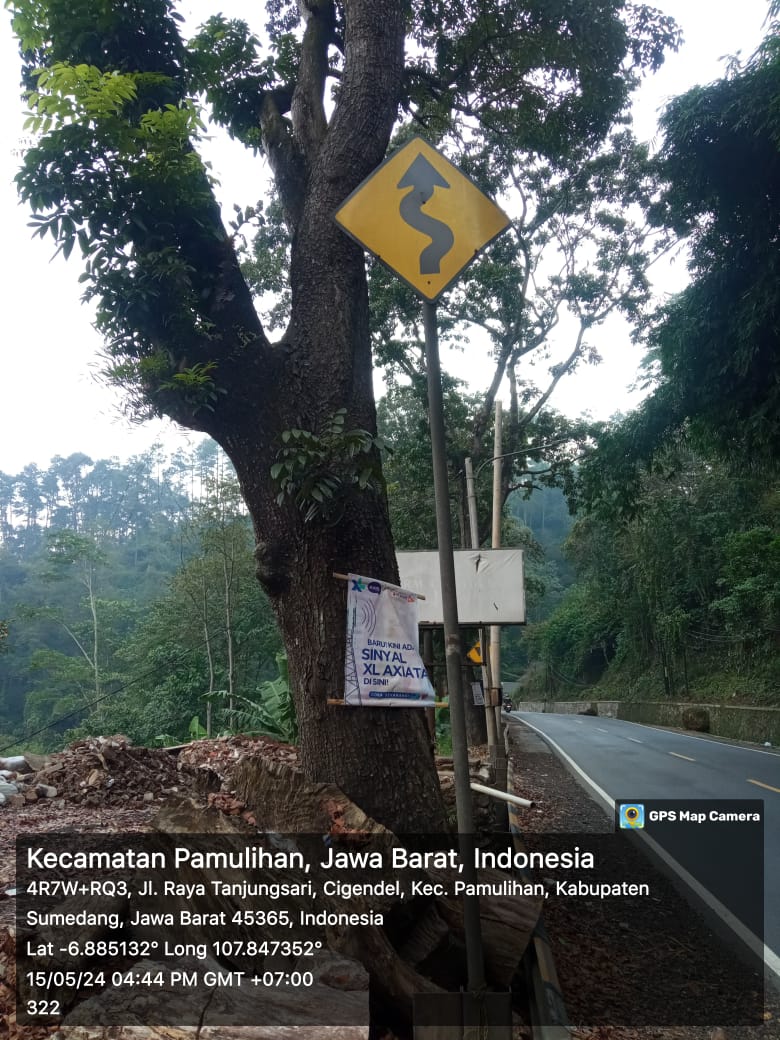 BARU! KINI ADA
SINYAL
XL AXIATA
DI SINI!
GPS Map Camera
Kecamatan Pamulihan, Jawa Barat, Indonesia
4R7W+RQ3, Jl. Raya Tanjungsari, Cigendel, Kec. Pamulihan, Kabupaten
Sumedang, Jawa Barat 45365, Indonesia
Lat -6.885132° Long 107.847352°
15/05/24 04:44 PM GMT +07:00
322